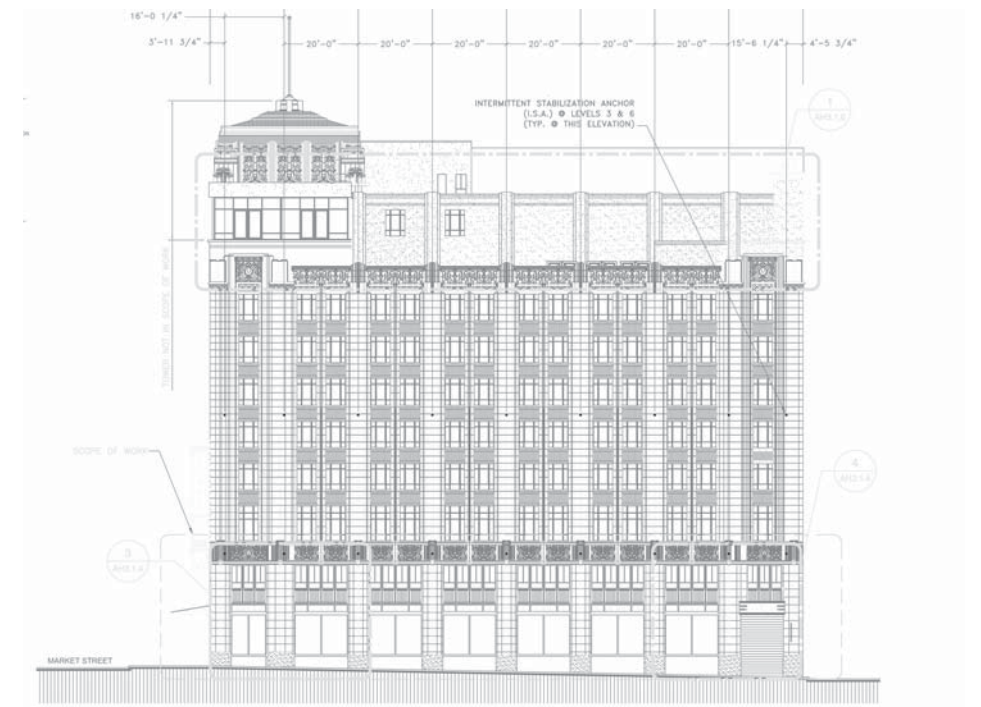 16'-0 1/4"
3'-11 3/4"
20'-0"
20'-0"
20'-0"
20'-0"
20'-0"
20'-0"
15'-6 1/4"
4'-5 3/4"
INTERMITTENT STABILIZATION ANCHOR
(I.S.A.) @ LEVELS 3 & 6
(TYP. @ THIS ELEVATION)
1
TOWER NOT IN SCOPE OF WORK
SCOPE OF WORK
4
3
MARKET STREET